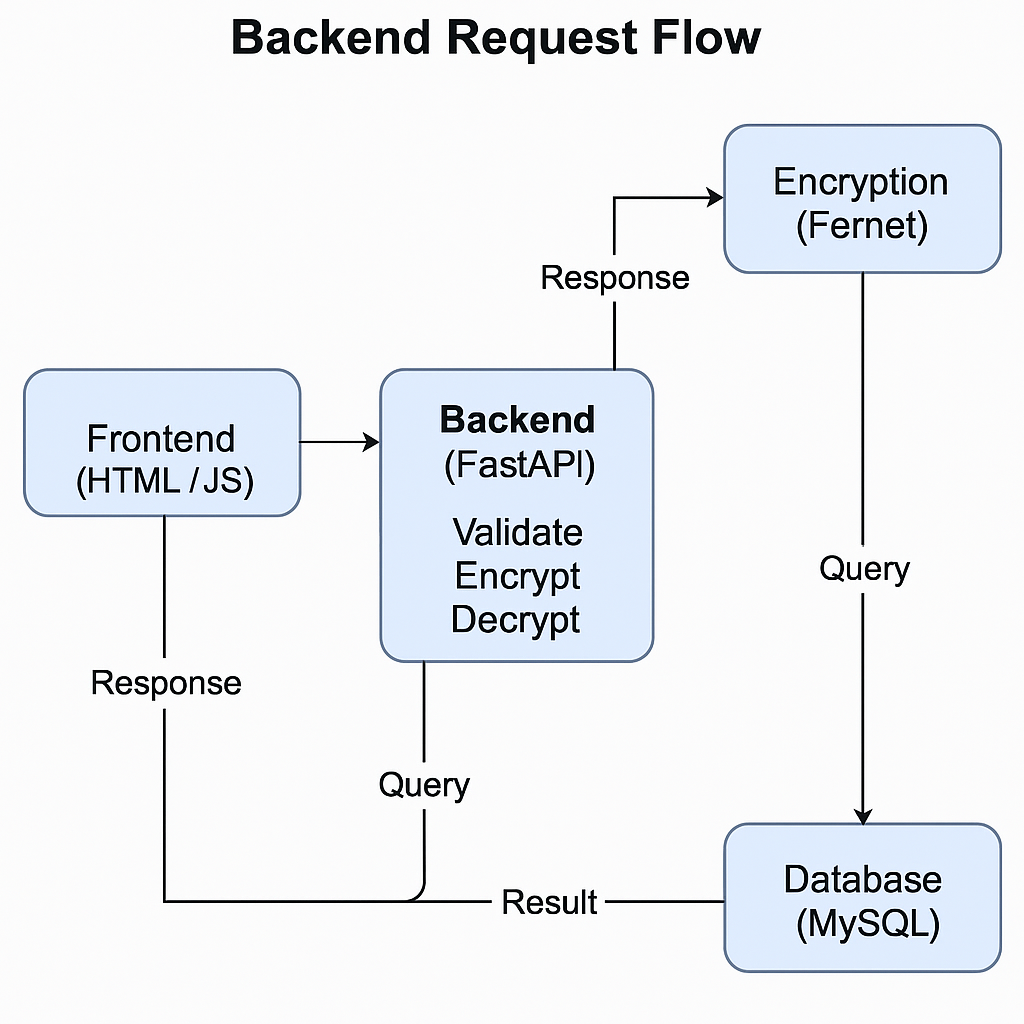 Backend Request Flow
Encryption
(Fernet)
Response
Frontend
(HTML / JS)
Backend
(FastAPI)
Validate
Encrypt
Decrypt
Query
Response
Query
Result
Database
(MySQL)